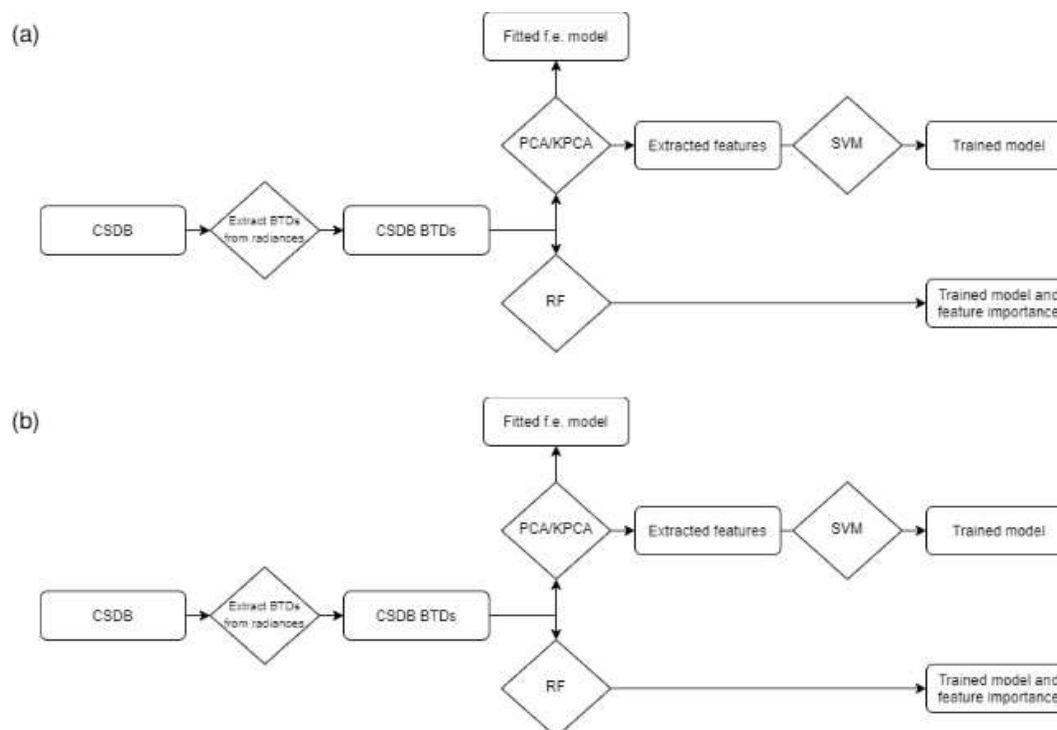 (a)
Fitted f.e. model
PCA/KPCA
Extracted features
SVM
Trained model
CSDB
Extract BTDs
from radiances
CSDB BTDs
RF
Trained model and
feature importance
(b)
Fitted f.e. model
PCA/KPCA
Extracted features
SVM
Trained model
CSDB
Extract BTDs
from radiances
CSDB BTDs
RF
Trained model and
feature importance